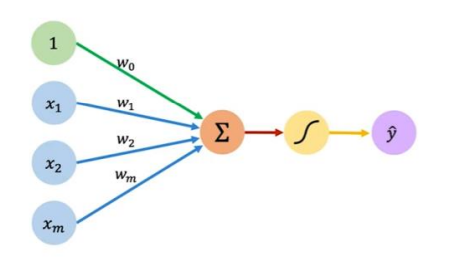 1
w₀
x₁
w₁
Σ
ŷ
w₂
x₂
wₘ
xₘ